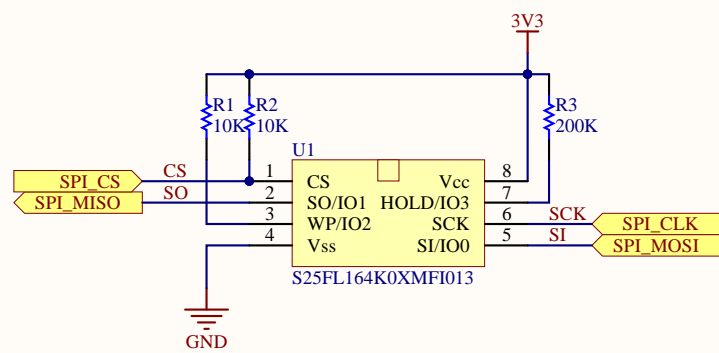 3V3
R1
10K
R2
10K
R3
200K
U1
SPI_CS
CS
1
CS
Vcc
8
SPI_MISO
SO
2
SO/IO1
HOLD/IO3
7
3
WP/IO2
SCK
6
SCK
SPI_CLK
4
Vss
SI/IO0
5
SI
SPI_MOSI
S25FL164K0XMFI013
GND